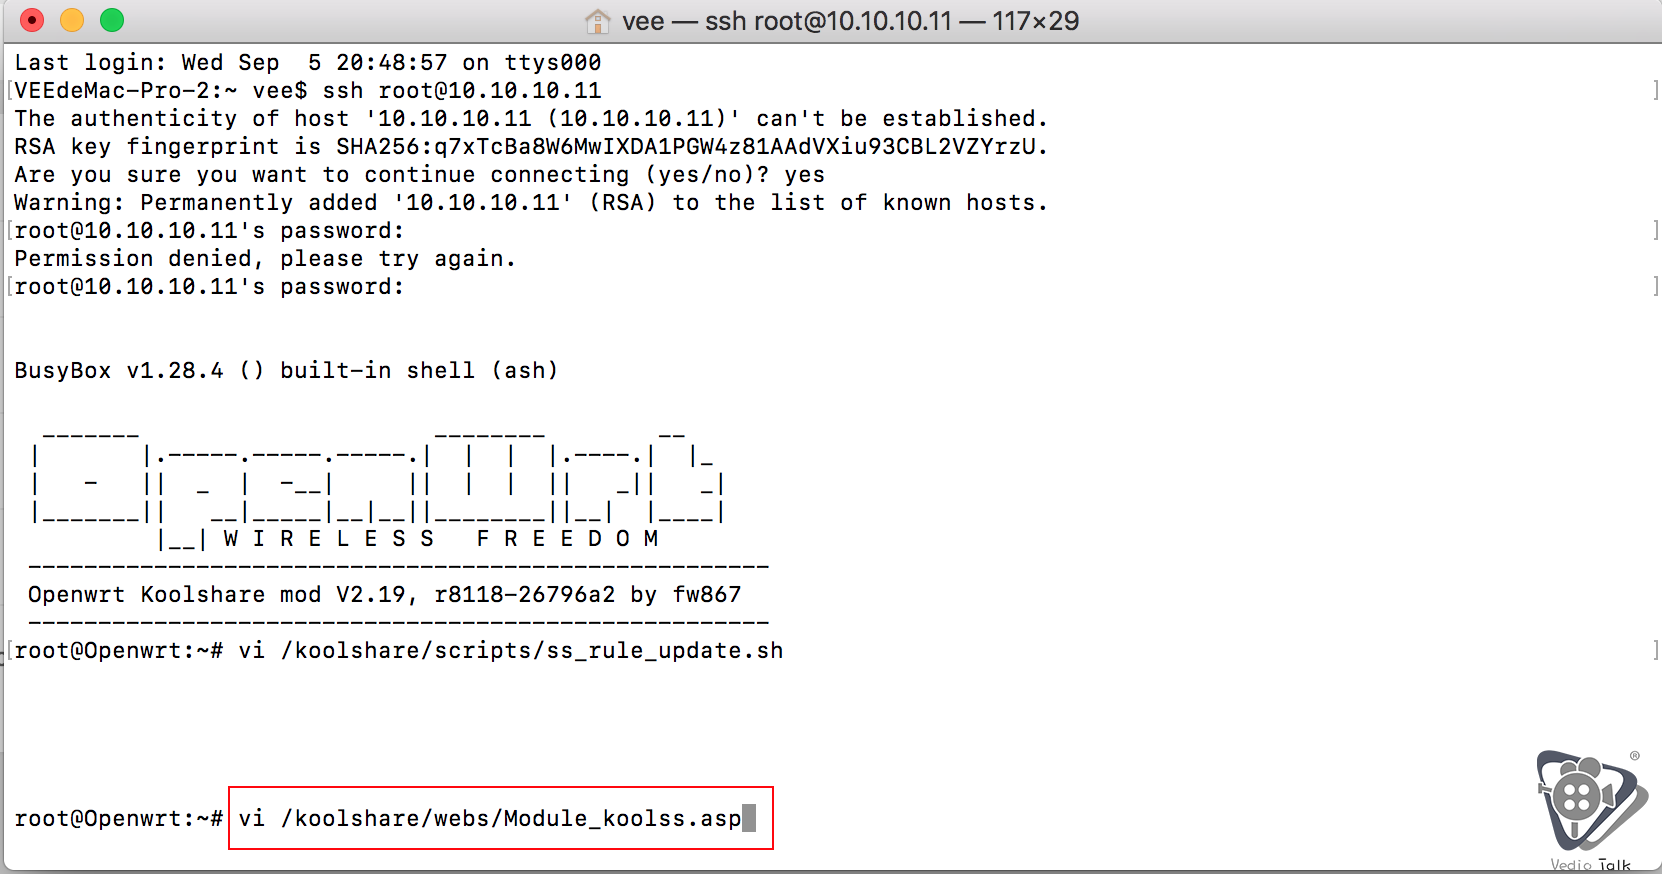 vee — ssh root@10.10.10.11 — 117×29
Last login: Wed Sep  5 20:48:57 on ttys000
[VEEdeMac-Pro-2:~ vee$ ssh root@10.10.10.11 ]
The authenticity of host '10.10.10.11 (10.10.10.11)' can't be established.
RSA key fingerprint is SHA256:q7xTcBa8W6MwIXDA1PGW4z81AAdVXiu93CBL2VZYrzU.
Are you sure you want to continue connecting (yes/no)? yes
Warning: Permanently added '10.10.10.11' (RSA) to the list of known hosts.
[root@10.10.10.11's password: ]
Permission denied, please try again.
[root@10.10.10.11's password: ]
BusyBox v1.28.4 () built-in shell (ash)
OpenWrt
W I R E L E S S   F R E E D O M
-----------------------------------------------------
Openwrt Koolshare mod V2.19, r8118-26796a2 by fw867
-----------------------------------------------------
[root@Openwrt:~# vi /koolshare/scripts/ss_rule_update.sh ]
root@Openwrt:~# vi /koolshare/webs/Module_koolss.asp
®
Vedio Talk